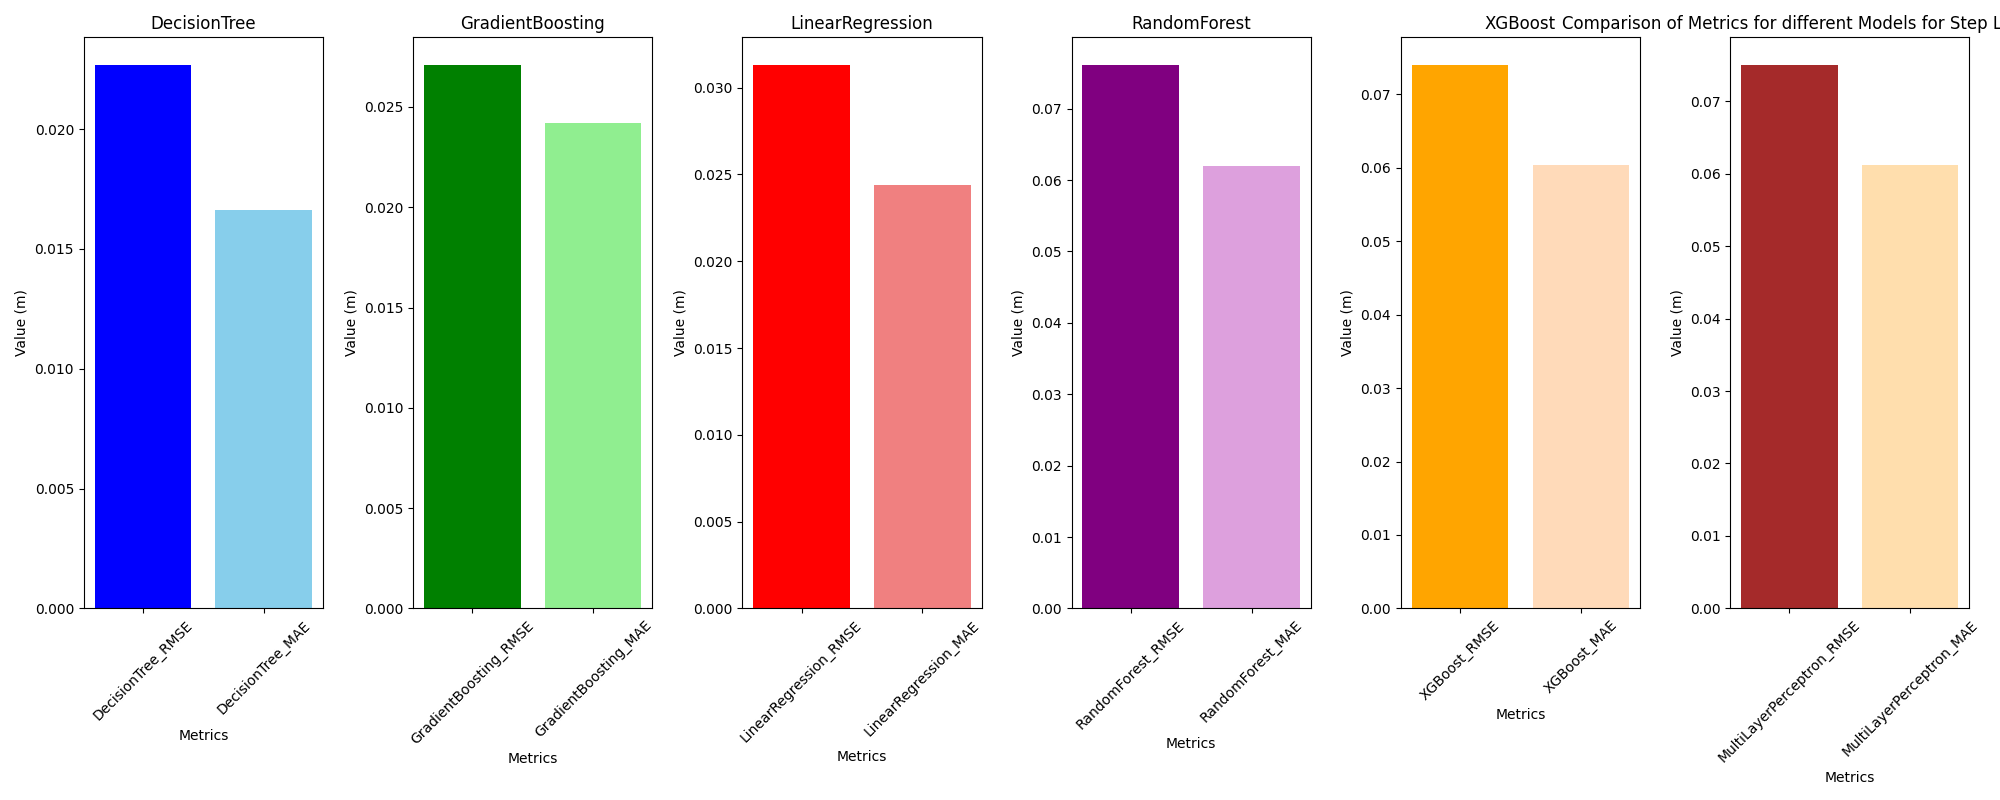 DecisionTree
Value (m)
0.020
0.015
0.010
0.005
0.000
DecisionTree_RMSE
DecisionTree_MAE
Metrics
GradientBoosting
Value (m)
0.025
0.020
0.015
0.010
0.005
0.000
GradientBoosting_RMSE
GradientBoosting_MAE
Metrics
LinearRegression
Value (m)
0.030
0.025
0.020
0.015
0.010
0.005
0.000
LinearRegression_RMSE
LinearRegression_MAE
Metrics
RandomForest
Value (m)
0.07
0.06
0.05
0.04
0.03
0.02
0.01
0.00
RandomForest_RMSE
RandomForest_MAE
Metrics
XGBoost
Value (m)
0.07
0.06
0.05
0.04
0.03
0.02
0.01
0.00
XGBoost_RMSE
XGBoost_MAE
Metrics
Comparison of Metrics for different Models for Step L
Value (m)
0.07
0.06
0.05
0.04
0.03
0.02
0.01
0.00
MultiLayerPerceptron_RMSE
MultiLayerPerceptron_MAE
Metrics